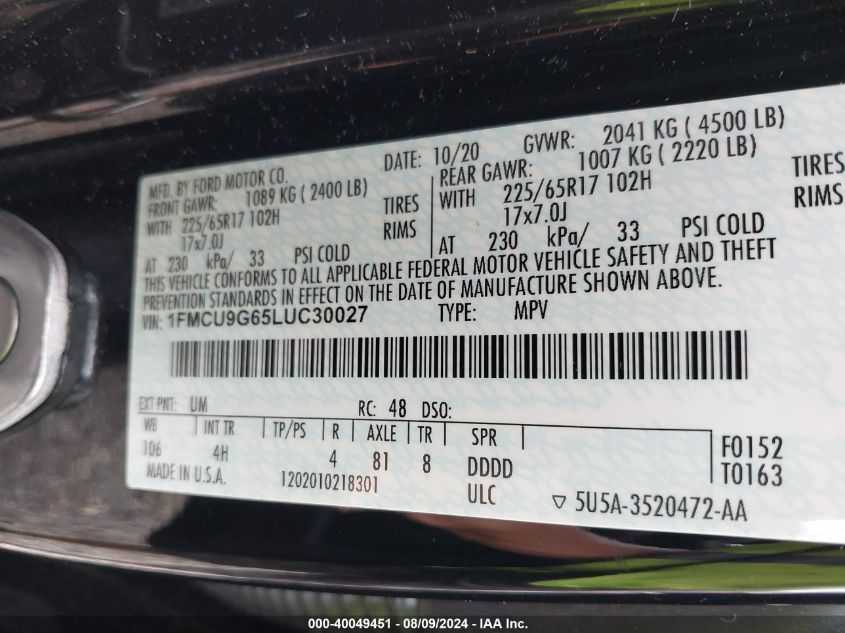 MFD. BY FORD MOTOR CO. DATE: 10/20 GVWR: 2041 KG ( 4500 LB)
FRONT GAWR: 1089 KG ( 2400 LB) REAR GAWR: 1007 KG ( 2220 LB)
WITH 225/65R17 102H TIRES WITH 225/65R17 102H TIRES
17x7.0J RIMS 17x7.0J RIMS
AT 230 kPa/ 33 PSI COLD AT 230 kPa/ 33 PSI COLD
THIS VEHICLE CONFORMS TO ALL APPLICABLE FEDERAL MOTOR VEHICLE SAFETY AND THEFT
PREVENTION STANDARDS IN EFFECT ON THE DATE OF MANUFACTURE SHOWN ABOVE.
VIN: 1FMCU9G65LUC30027 TYPE: MPV
EXT PNT: UM RC: 48 DSO:
WB INT TR TP/PS R AXLE TR SPR F0152
106 4H 4 81 8 DDDD T0163
MADE IN U.S.A. 1202010218301 ULC ▽ 5U5A-3520472-AA
000-40049451 - 08/09/2024 - IAA Inc.